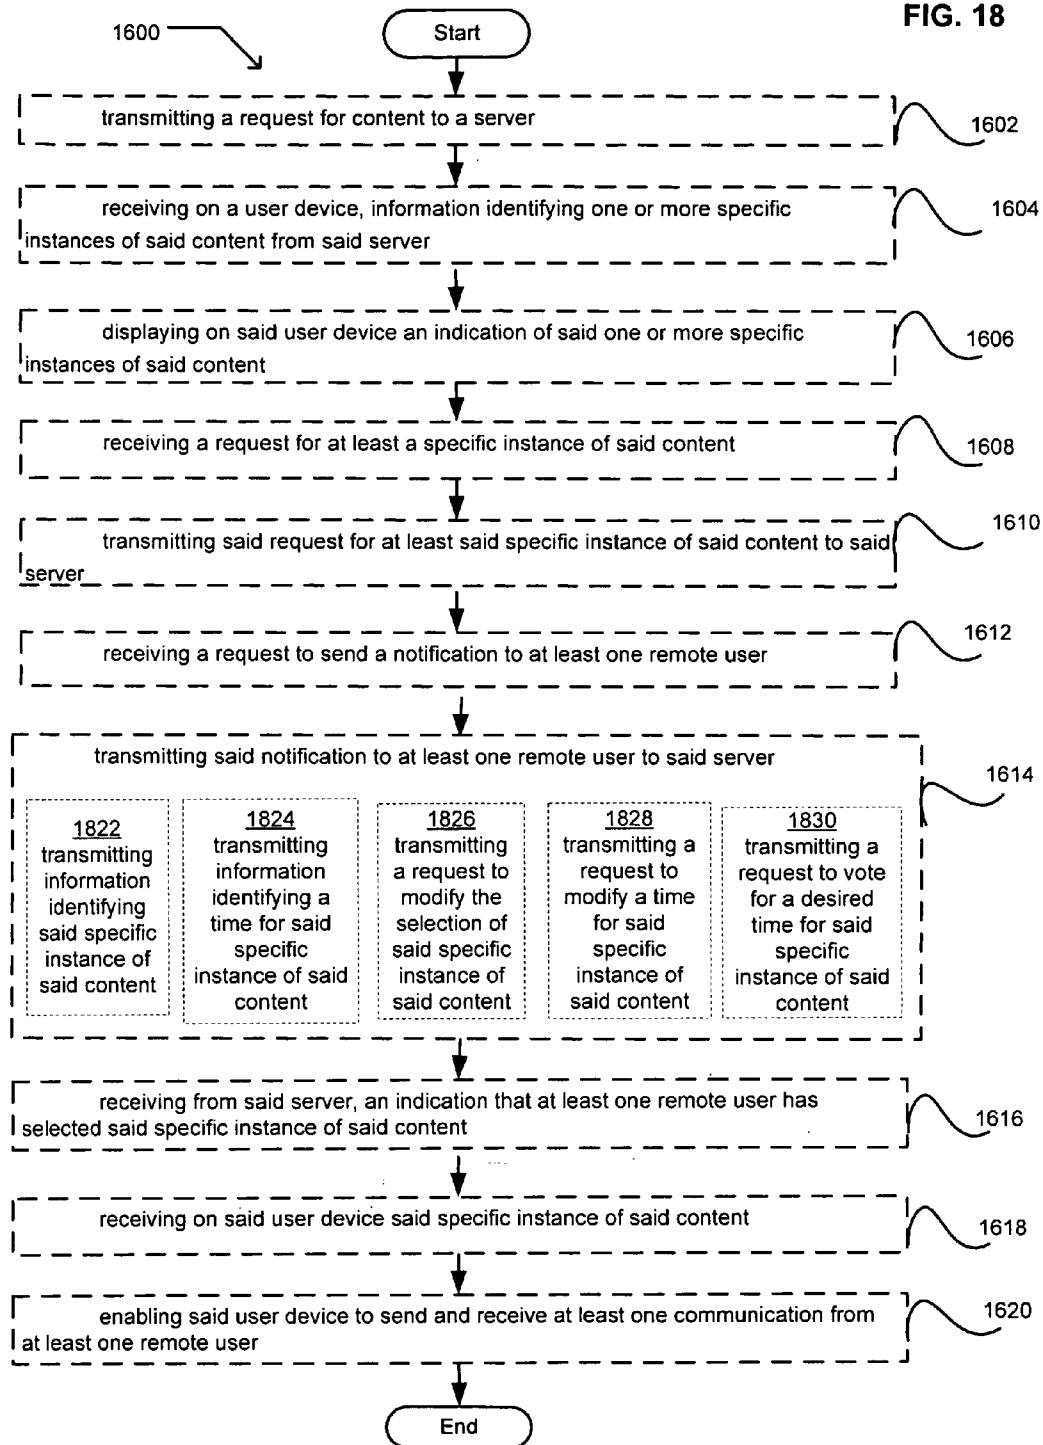 FIG. 18
1600
Start
transmitting a request for content to a server
1602
receiving on a user device, information identifying one or more specific
instances of said content from said server
1604
displaying on said user device an indication of said one or more specific
instances of said content
1606
receiving a request for at least a specific instance of said content
1608
transmitting said request for at least said specific instance of said content to said
server
1610
receiving a request to send a notification to at least one remote user
1612
transmitting said notification to at least one remote user to said server
1614
1822
transmitting
information
identifying
said specific
instance of
said content
1824
transmitting
information
identifying a
time for said
specific
instance of said
content
1826
transmitting
a request to
modify the
selection of
said specific
instance of
said content
1828
transmitting a
request to
modify a time
for said
specific
instance of
said content
1830
transmitting a
request to vote
for a desired
time for said
specific
instance of said
content
receiving from said server, an indication that at least one remote user has
selected said specific instance of said content
1616
receiving on said user device said specific instance of said content
1618
enabling said user device to send and receive at least one communication from
at least one remote user
1620
End